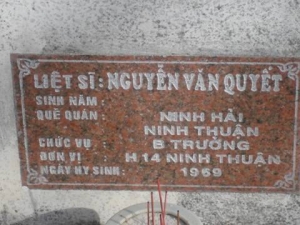 LIỆT SĨ: NGUYỄN VĂN QUYẾT
SINH NĂM:
QUÊ QUÁN: NINH HẢI
NINH THUẬN
CHỨC VỤ: B TRƯỞNG
ĐƠN VỊ: H 14 NINH THUẬN
NGÀY HY SINH: 1969